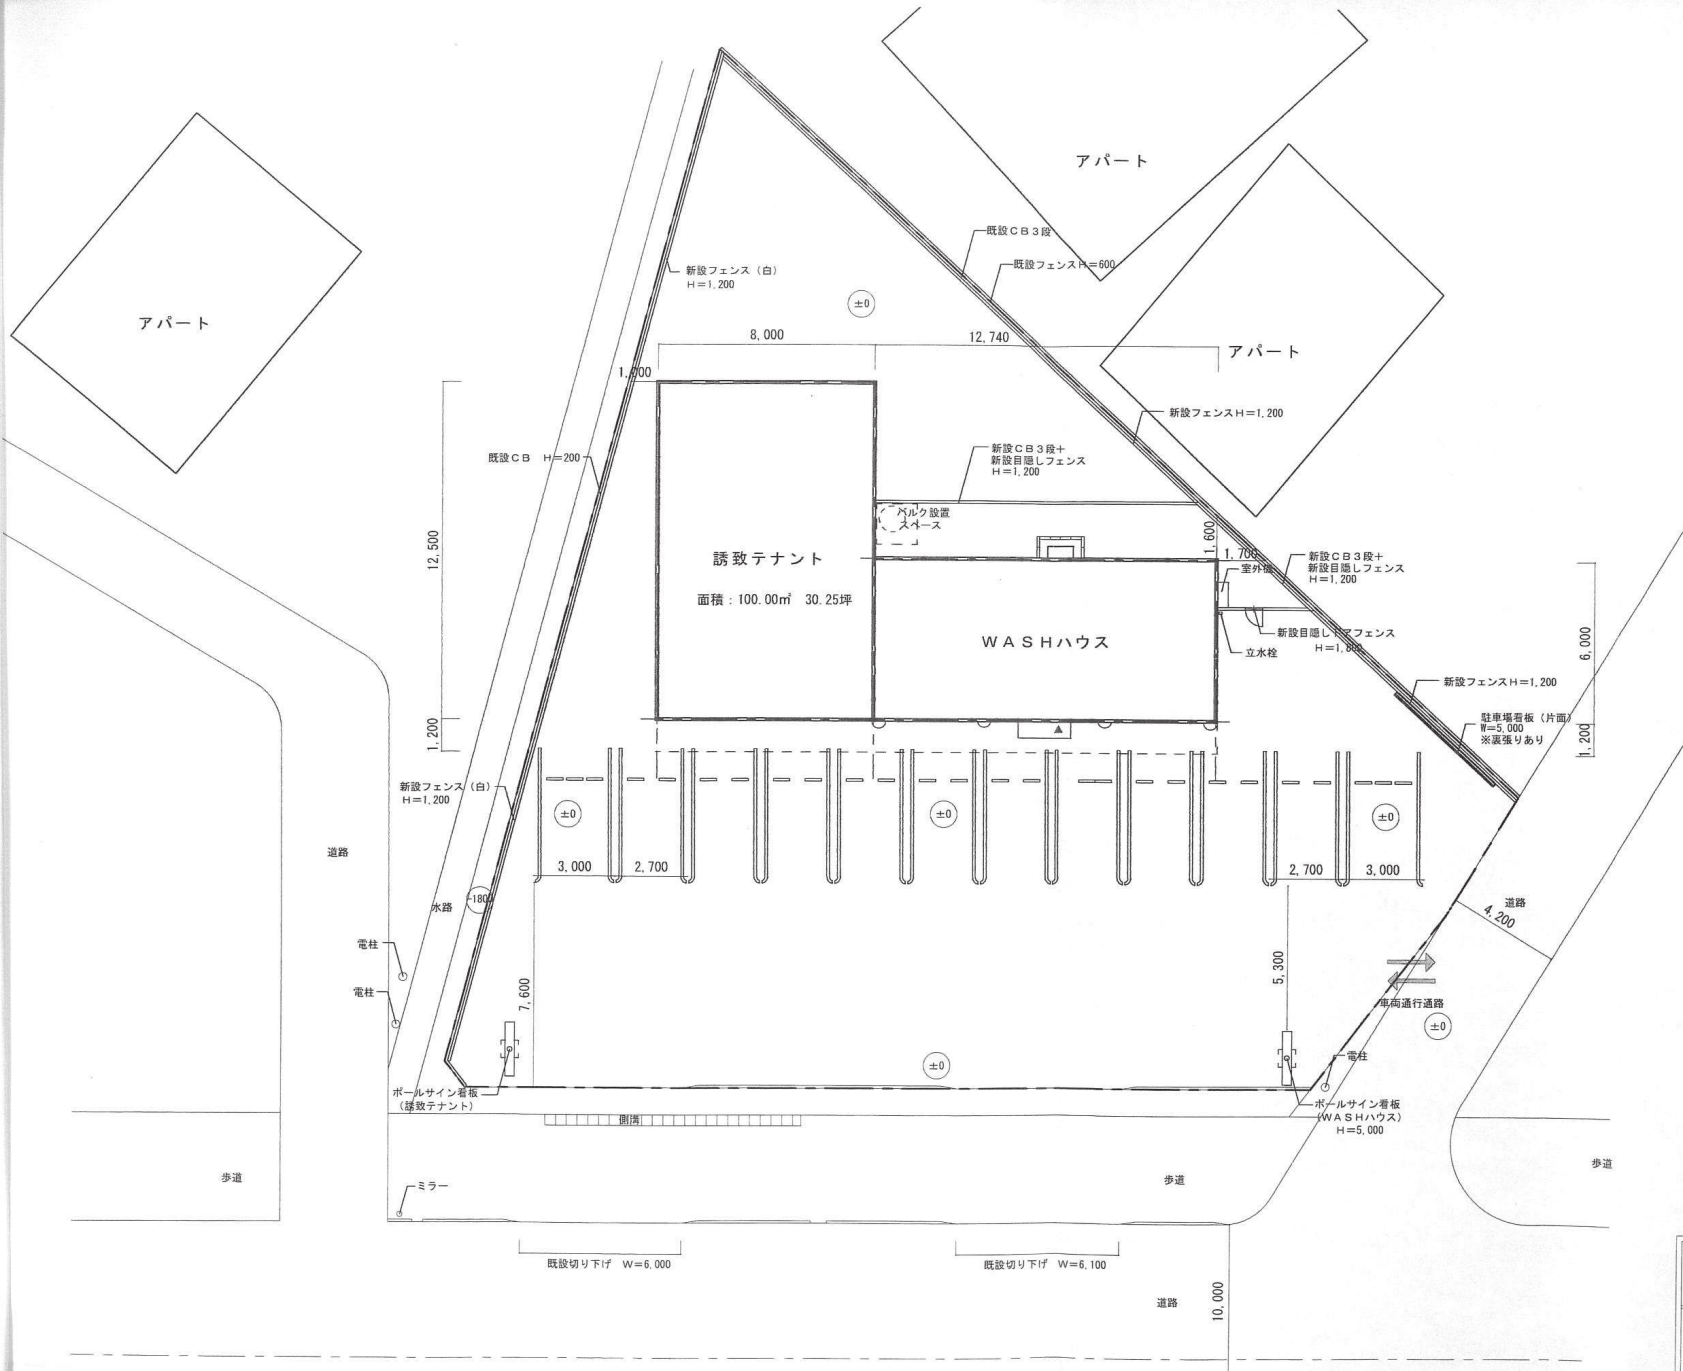 アパート
アパート
アパート
既設CB3段
既設フェンスH=600
新設フェンス(白)
H=1,200
±0
8,000
12,740
1,200
新設フェンスH=1,200
既設CB H=200
新設CB3段+
新設目隠しフェンス
H=1,200
バルク設置
スペース
12,500
誘致テナント
面積:100.00㎡ 30.25坪
1,600
1,700
室外機
新設CB3段+
新設目隠しフェンス
H=1,200
WASHハウス
新設目隠しドアフェンス
H=1,800
立水栓
6,000
新設フェンスH=1,200
駐車場看板(片面)
W=5,000
※裏張りあり
1,200
1,200
新設フェンス(白)
H=1,200
±0
±0
±0
道路
3,000
2,700
2,700
3,000
水路
-180
道路
4,200
電柱
電柱
7,600
5,300
車両通行通路
±0
±0
電柱
ポールサイン看板
(誘致テナント)
ポールサイン看板
(WASHハウス)
H=5,000
側溝
歩道
歩道
歩道
ミラー
既設切り下げ W=6,000
既設切り下げ W=6,100
道路
10,000